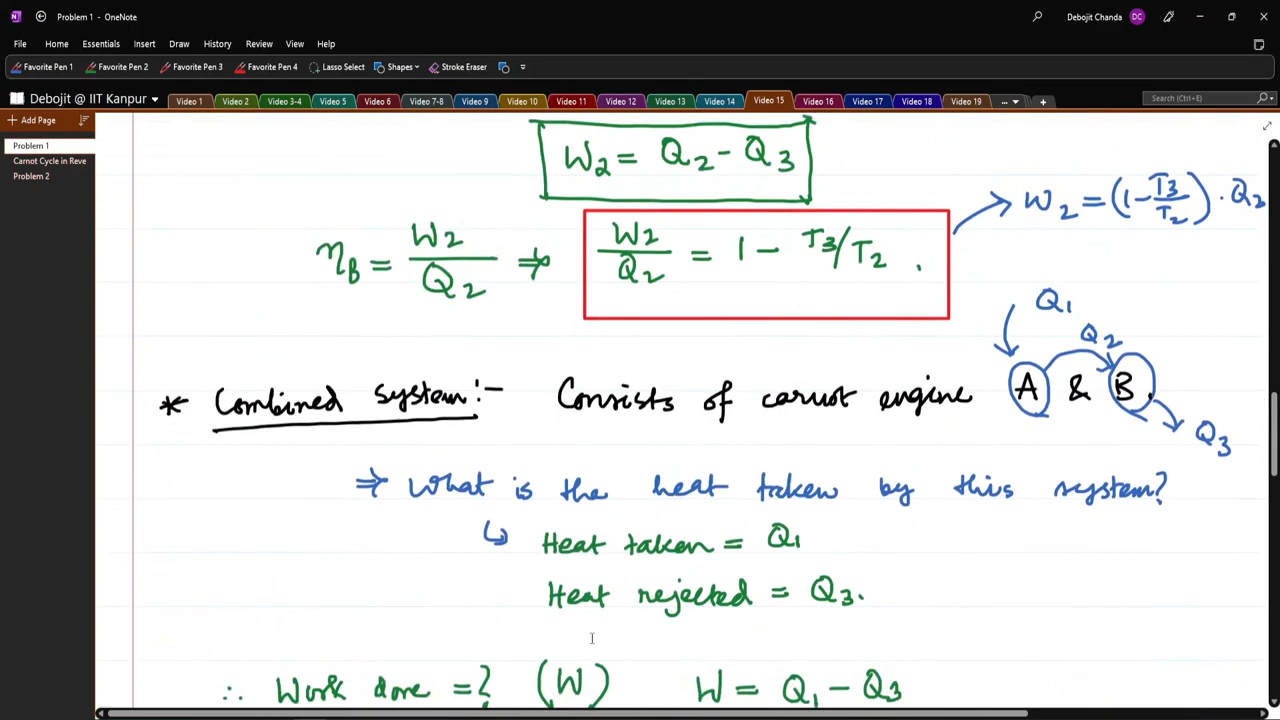 Problem 1 - OneNote
Debojit Chanda DC
File Home Essentials Insert Draw History Review View Help
Favorite Pen 1 Favorite Pen 2 Favorite Pen 3 Favorite Pen 4 Lasso Select Shapes Stroke Eraser
Debojit @ IIT Kanpur Video 1 Video 2 Video 3-4 Video 5 Video 6 Video 7-8 Video 9 Video 10 Video 11 Video 12 Video 13 Video 14 Video 15 Video 16 Video 17 Video 18 Video 19 ... + Search (Ctrl+E)
+ Add Page
Problem 1
Carnot Cycle in Reve
Problem 2
W2 = Q2 - Q3
W2 = (1 - T3/T2) · Q2
ηB = W2/Q2 ⇒ W2/Q2 = 1 - T3/T2 .
Q1
Q2
* Combined system :- Consists of carnot engine A & B.
Q3
⇒ What is the heat taken by this system?
↳ Heat taken = Q1
Heat rejected = Q3.
∴ Work done = ? (W) W = Q1 - Q3